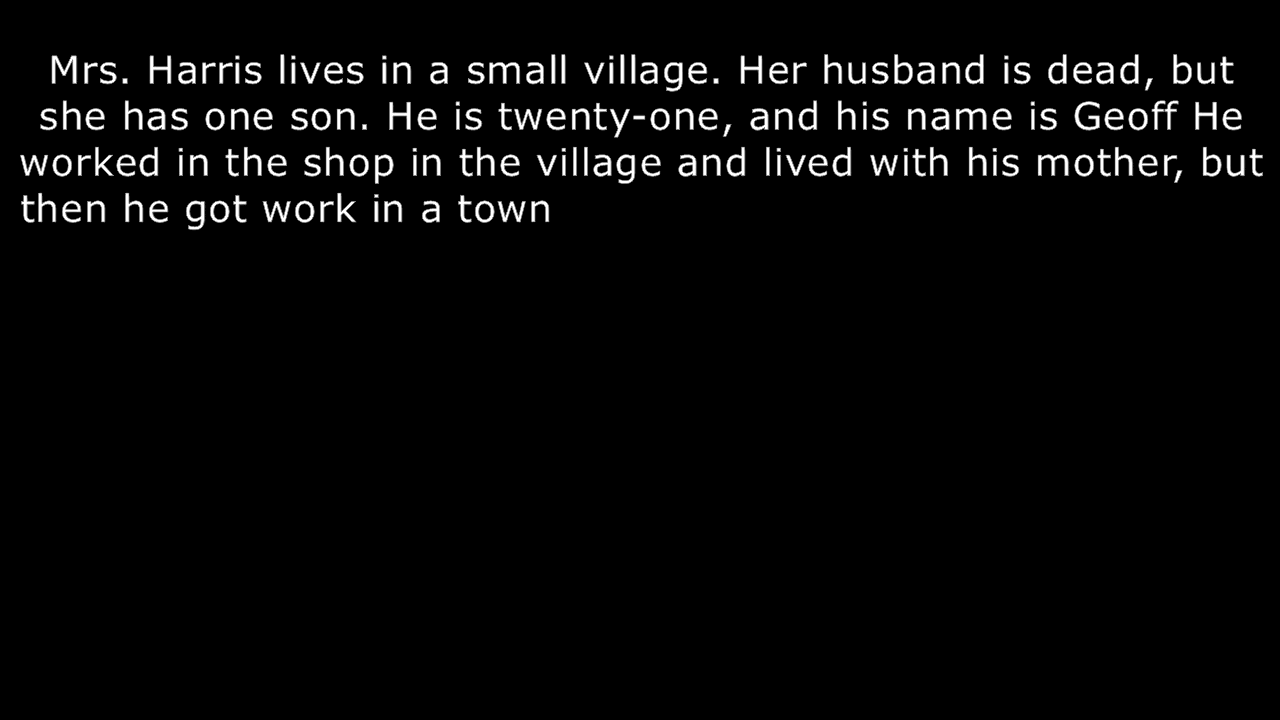 Mrs. Harris lives in a small village. Her husband is dead, but
she has one son. He is twenty-one, and his name is Geoff He
worked in the shop in the village and lived with his mother, but
then he got work in a town